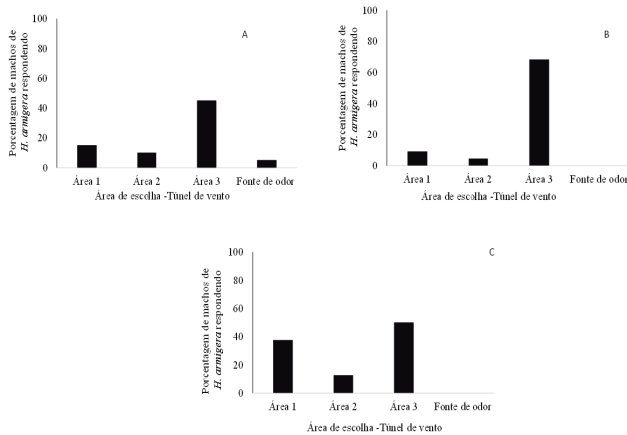 A
Porcentagem de machos de
H. armigera respondendo
100
80
60
40
20
0
Área 1 Área 2 Área 3 Fonte de odor
Área de escolha -Túnel de vento
B
Porcentagem de machos de
H. armigera respondendo
100
80
60
40
20
0
Área 1 Área 2 Área 3 Fonte de odor
Área de escolha -Túnel de vento
C
Porcentagem de machos de
H. armigera respondendo
100
80
60
40
20
0
Área 1 Área 2 Área 3 Fonte de odor
Área de escolha -Túnel de vento